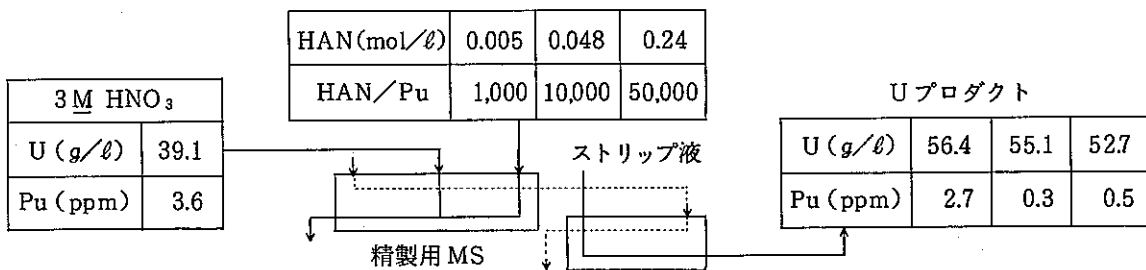 HAN(mol/ℓ) 0.005 0.048 0.24
HAN/Pu 1,000 10,000 50,000
3M HNO₃
U(g/ℓ) 39.1
Pu(ppm) 3.6
Uプロダクト
U(g/ℓ) 56.4 55.1 52.7
Pu(ppm) 2.7 0.3 0.5
ストリップ液
精製用MS